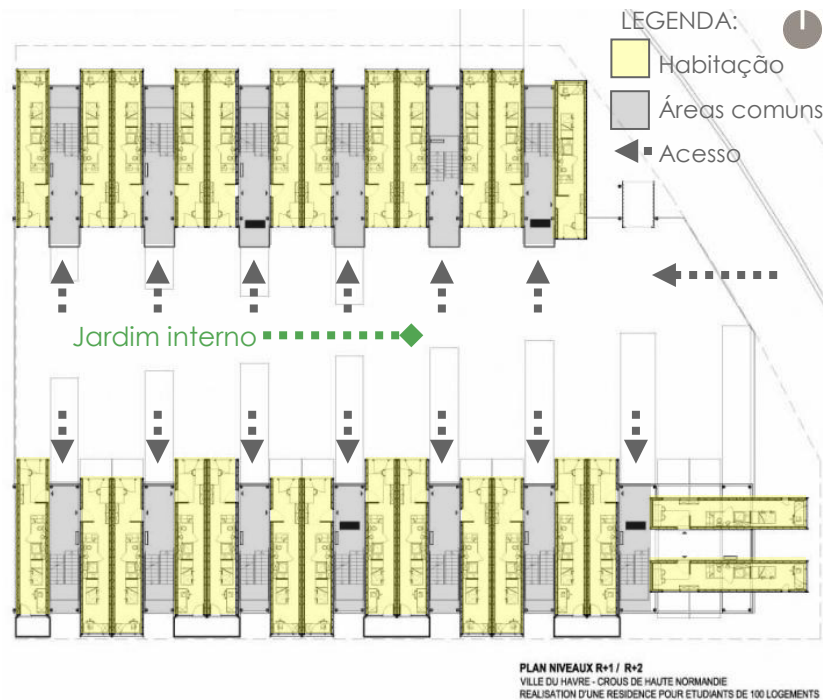 LEGENDA:
Habitação
Áreas comuns
Acesso
Jardim interno
PLAN NIVEAUX R+1 / R+2
VILLE DU HAVRE - CROUS DE HAUTE NORMANDIE
REALISATION D'UNE RESIDENCE POUR ETUDIANTS DE 100 LOGEMENTS